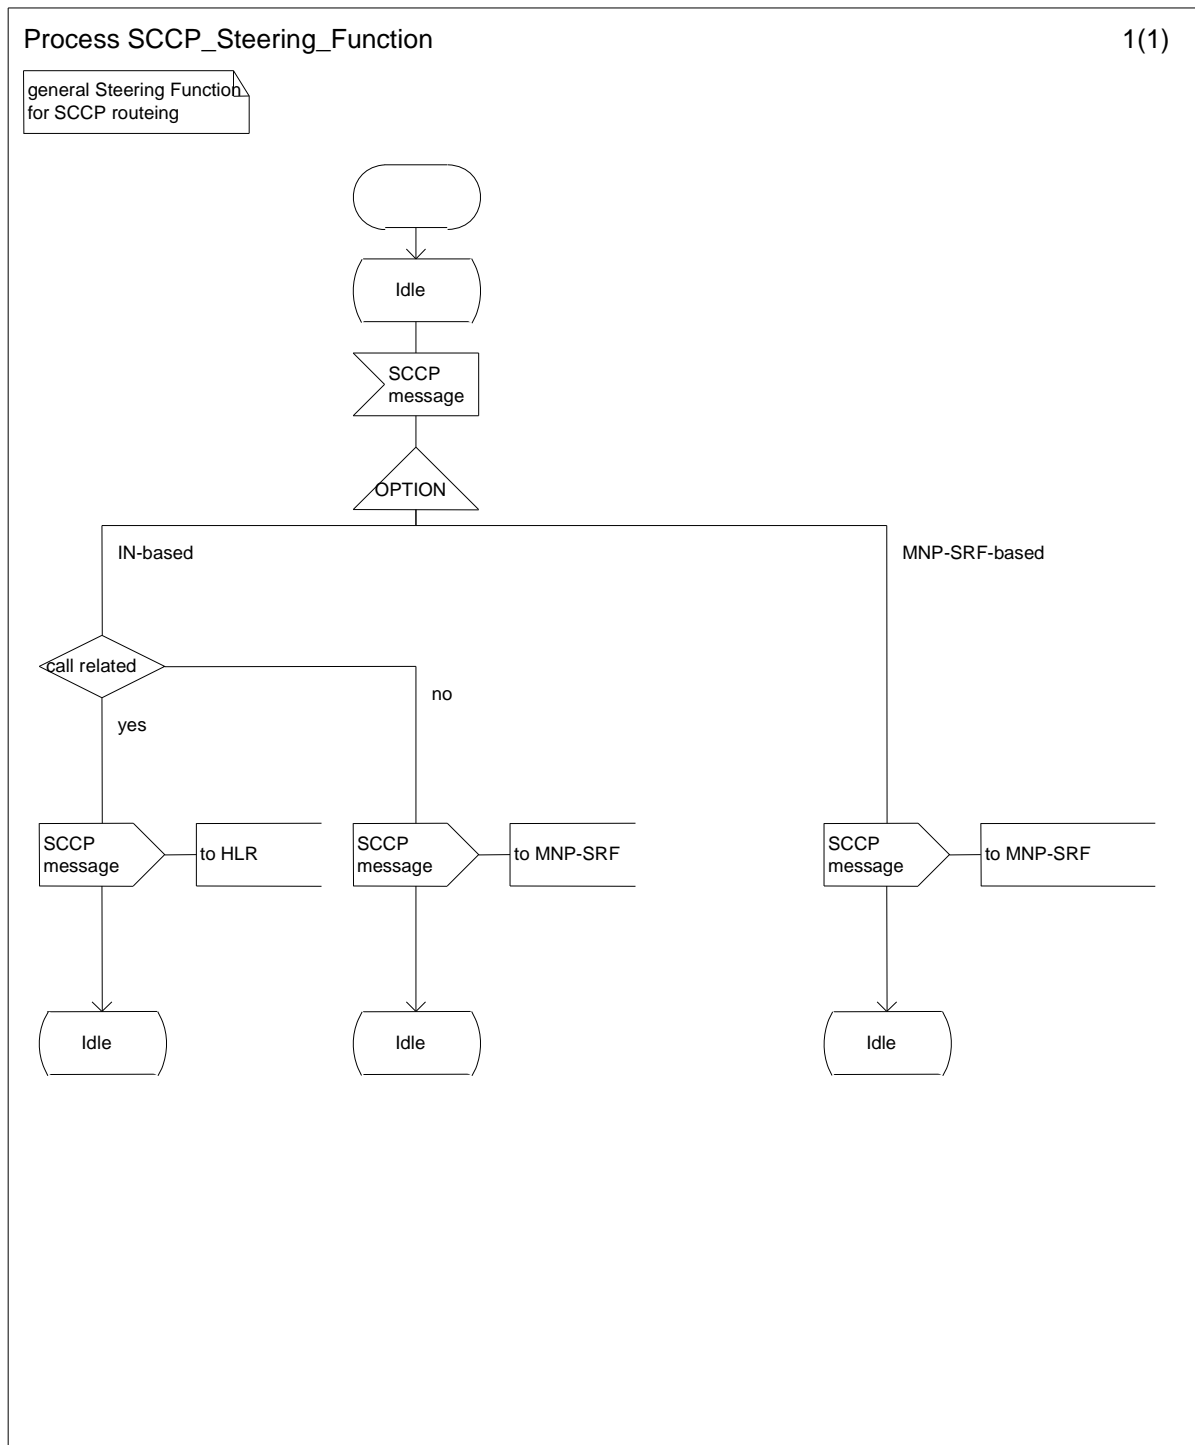 Process SCCP_Steering_Function
1(1)
general Steering Function
for SCCP routeing
Idle
SCCP
message
OPTION
IN-based
MNP-SRF-based
call related
no
yes
SCCP
message
to HLR
SCCP
message
to MNP-SRF
SCCP
message
to MNP-SRF
Idle
Idle
Idle